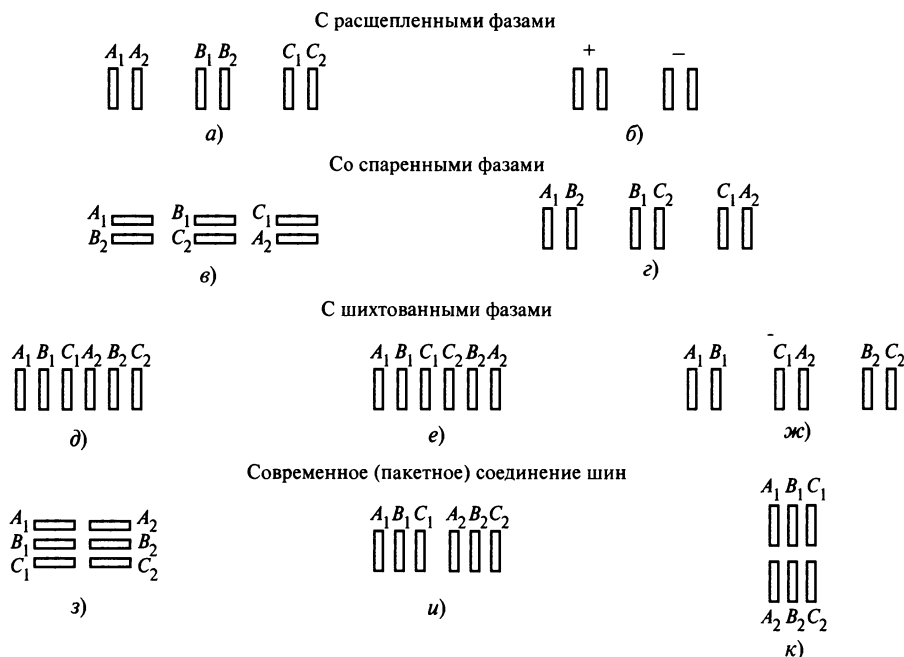 С расщепленными фазами
A₁ A₂ B₁ B₂ C₁ C₂ + –
а) б)
Со спаренными фазами
A₁ B₁ C₁ A₁ B₂ B₁ C₂ C₁ A₂
B₂ C₂ A₂
в) г)
С шихтованными фазами
A₁ B₁ C₁ A₂ B₂ C₂ A₁ B₁ C₁ C₂ B₂ A₂ A₁ B₁ C₁ A₂ B₂ C₂
д) е) ж)
Современное (пакетное) соединение шин
A₁ A₂ A₁ B₁ C₁ A₂ B₂ C₂ A₁ B₁ C₁
B₁ B₂
C₁ C₂
з) и) A₂ B₂ C₂
к)